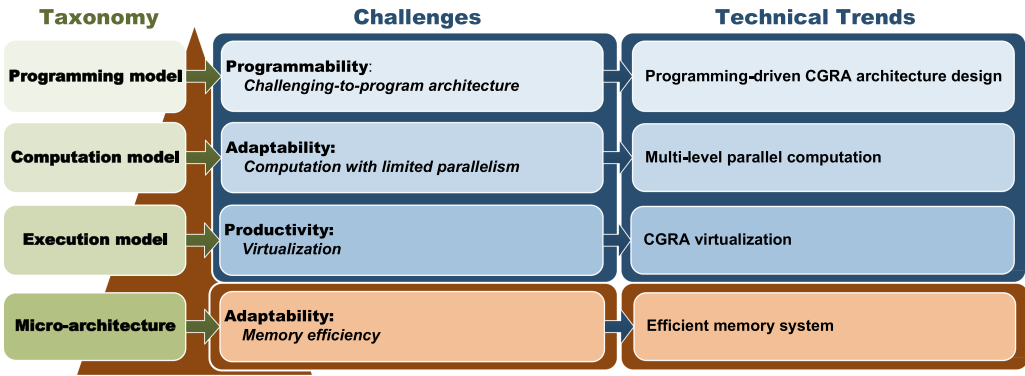 Taxonomy
Challenges
Technical Trends
Programming model
Programmability:
Challenging-to-program architecture
Programming-driven CGRA architecture design
Computation model
Adaptability:
Computation with limited parallelism
Multi-level parallel computation
Execution model
Productivity:
Virtualization
CGRA virtualization
Micro-architecture
Adaptability:
Memory efficiency
Efficient memory system